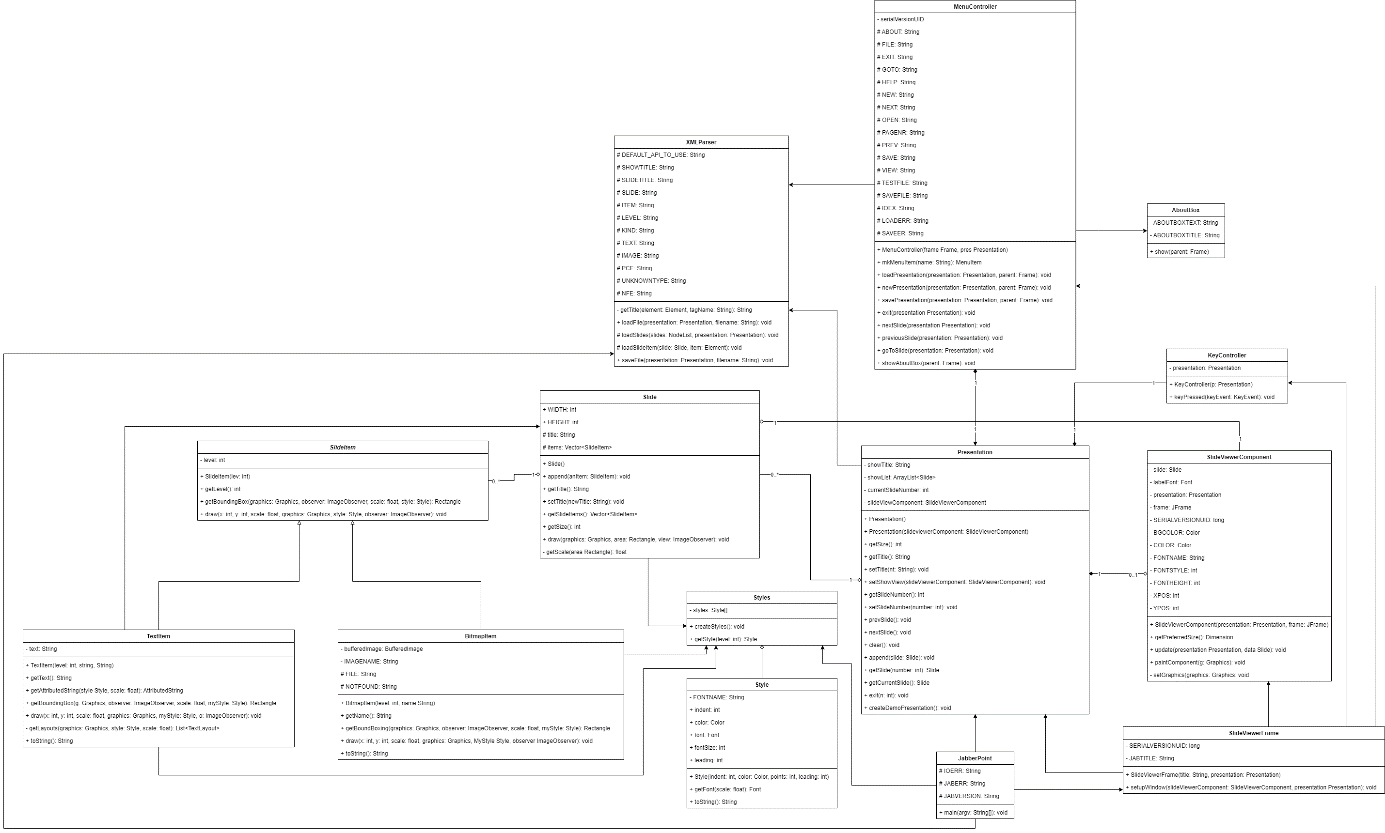 MenuController
- serialVersionUID
# ABOUT: String
# FILE: String
# EXIT: String
# GOTO: String
# HELP: String
# NEW: String
# NEXT: String
# OPEN: String
# PAGENR: String
# PREV: String
# SAVE: String
# VIEW: String
# TESTFILE: String
# SAVEFILE: String
# IOEX: String
# LOADERR: String
# SAVEER: String
+ MenuController(frame Frame, pres Presentation)
+ mkMenuItem(name: String): MenuItem
+ loadPresentation(presentation: Presentation, parent: Frame): void
+ newPresentation(presentation: Presentation, parent: Frame): void
+ savePresentation(presentation: Presentation, parent: Frame): void
+ exit(presentation Presentation): void
+ nextSlide(presentation Presentation): void
+ previousSlide(presentation: Presentation): void
+ goToSlide(presentation: Presentation): void
+ showAboutBox(parent: Frame): void
XMLParser
# DEFAULT_API_TO_USE: String
# SHOWTITLE: String
# SLIDETITLE: String
# SLIDE: String
# ITEM: String
# LEVEL: String
# KIND: String
# TEXT: String
# IMAGE: String
# PCE: String
# UNKNOWNTYPE: String
# NFE: String
- getTitle(element: Element, tagName: String): String
+ loadFile(presentation: Presentation, filename: String): void
# loadSlides(slides: NodeList, presentation: Presentation): void
# loadSlideItem(slide: Slide, item: Element): void
+ saveFile(presentation: Presentation, filename: String): void
AboutBox
- ABOUTBOXTEXT: String
- ABOUTBOXTITLE: String
+ show(parent: Frame)
KeyController
- presentation: Presentation
+ KeyController(p: Presentation)
+ keyPressed(keyEvent: KeyEvent): void
Slide
+ WIDTH: int
+ HEIGHT: int
# title: String
# items: Vector<SlideItem>
+ Slide()
+ append(anItem: SlideItem): void
+ getTitle(): String
+ setTitle(newTitle: String): void
+ getSlideItems(): Vector<SlideItem>
+ getSize(): int
+ draw(graphics: Graphics, area: Rectangle, view: ImageObserver): void
- getScale(area Rectangle): float
SlideItem
- level: int
+ SlideItem(lev: int)
+ getLevel(): int
+ getBoundingBox(graphics: Graphics, observer: ImageObserver, scale: float, style: Style): Rectangle
+ draw(x: int, y: int, scale: float, graphics: Graphics, style: Style, observer: ImageObserver): void
Presentation
- showTitle: String
- showList: ArrayList<Slide>
- currentSlideNumber: int
- slideViewComponent: SlideViewerComponent
+ Presentation()
+ Presentation(slideviewerComponent: SlideViewerComponent)
+ getSize(): int
+ getTitle(): String
+ setTitle(nt: String): void
+ setShowView(slideViewerComponent: SlideViewerComponent): void
+ getSlideNumber(): int
+ setSlideNumber(number: int): void
+ prevSlide(): void
+ nextSlide(): void
+ clear(): void
+ append(slide: Slide): void
+ getSlide(number: int): Slide
+ getCurrentSlide(): Slide
+ exit(n: int): void
+ createDemoPresentation(): void
SlideViewerComponent
- slide: Slide
- labelFont: Font
- presentation: Presentation
- frame: JFrame
- SERIALVERSIONUID: long
- BGCOLOR: Color
- COLOR: Color
- FONTNAME: String
- FONTSTYLE: int
- FONTHEIGHT: int
- XPOS: int
- YPOS: int
+ SlideViewerComponent(presentation: Presentation, frame: JFrame)
+ getPreferredSize(): Dimension
+ update(presentation Presentation, data Slide): void
+ paintComponent(g: Graphics): void
- setGraphics(graphics: Graphics, void
Styles
- styles: Style[]
+ createStyles(): void
+ getStyle(level: int): Style
TextItem
- text: String
+ TextItem(level: int, string, String)
+ getText(): String
+ getAttributedString(style Style, scale: float): AttributedString
+ getBoundingBox(g: Graphics, observer: ImageObserver, scale: float, myStyle: Style): Rectangle
+ draw(x: int, y: int, scale: float, graphics: Graphics, myStyle: Style, o: ImageObserver): void
- getLayouts(graphics: Graphics, style: Style, scale: float): List<TextLayout>
+ toString(): String
BitmapItem
- bufferedImage: BufferedImage
- IMAGENAME: String
# FILE: String
# NOTFOUND: String
+ BitmapItem(level: int, name String)
+ getName(): String
+ getBoundBoxing(graphics: Graphics, observer: ImageObserver, scale: float, myStyle: Style): Rectangle
+ draw(x: int, y: int, scale: float, graphics: Graphics, MyStyle Style, observer ImageObserver): void
+ toString(): String
Style
- FONTNAME: String
+ indent: int
+ color: Color
+ font: Font
+ fontSize: int
+ leading: int
+ Style(indent: int, color: Color, points: int, leading: int)
+ getFont(scale: float): Font
+ toString(): String
JabberPoint
# IOERR: String
# JABERR: String
# JABVERSION: String
+ main(argv: String[]): void
SlideViewerFrame
- SERIALVERSIONUID: long
- JABTITLE: String
+ SlideViewerFrame(title: String, presentation: Presentation)
+ setupWindow(slideViewerComponent: SlideViewerComponent, presentation Presentation): void